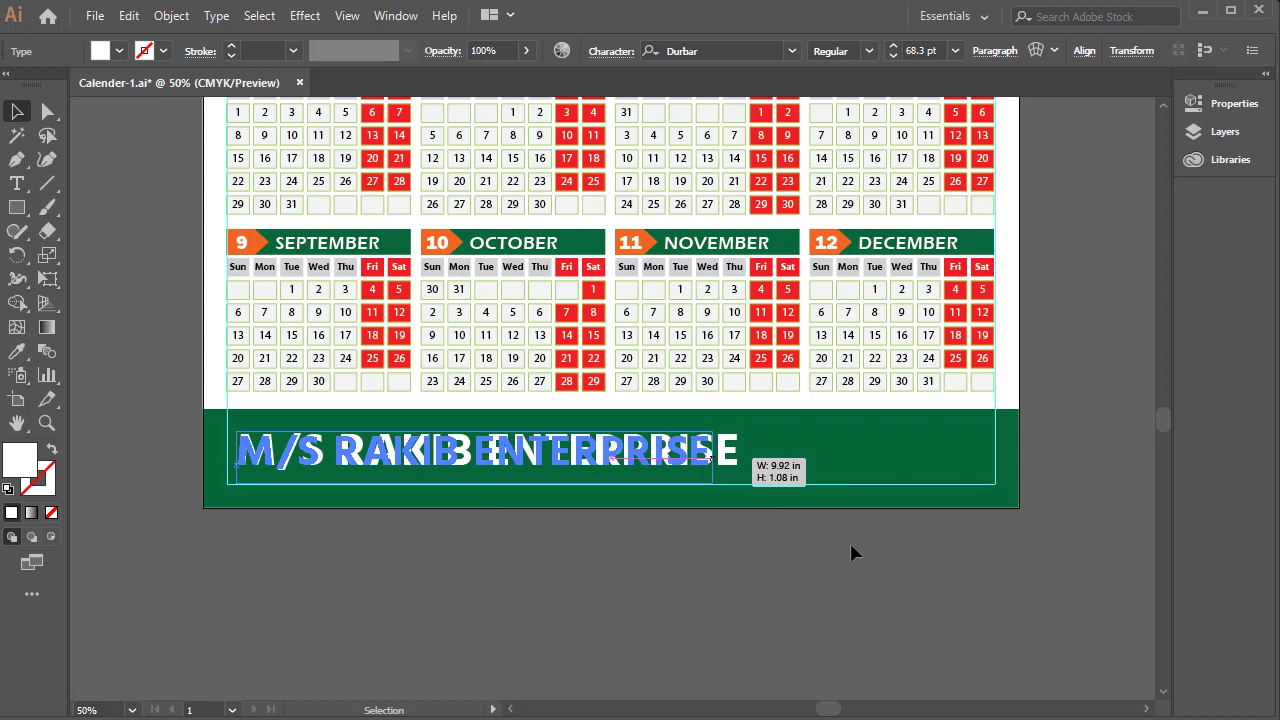 Ai File Edit Object Type Select Effect View Window Help Essentials Search Adobe Stock
Type Stroke: Opacity: 100% Character: Durbar Regular 68.3 pt Paragraph Align Transform
Calender-1.ai* @ 50% (CMYK/Preview) ×
Properties
Layers
Libraries
1 2 3 4 5 6 7 1 2 3 4 31 1 2 1 2 3 4 5 6
8 9 10 11 12 13 14 5 6 7 8 9 10 11 3 4 5 6 7 8 9 7 8 9 10 11 12 13
15 16 17 18 19 20 21 12 13 14 15 16 17 18 10 11 12 13 14 15 16 14 15 16 17 18 19 20
22 23 24 25 26 27 28 19 20 21 22 23 24 25 17 18 19 20 21 22 23 21 22 23 24 25 26 27
29 30 31 26 27 28 29 30 24 25 26 27 28 29 30 28 29 30 31
9 SEPTEMBER 10 OCTOBER 11 NOVEMBER 12 DECEMBER
Sun Mon Tue Wed Thu Fri Sat Sun Mon Tue Wed Thu Fri Sat Sun Mon Tue Wed Thu Fri Sat Sun Mon Tue Wed Thu Fri Sat
1 2 3 4 5 30 31 1 1 2 3 4 5 1 2 3 4 5
6 7 8 9 10 11 12 2 3 4 5 6 7 8 6 7 8 9 10 11 12 6 7 8 9 10 11 12
13 14 15 16 17 18 19 9 10 11 12 13 14 15 13 14 15 16 17 18 19 13 14 15 16 17 18 19
20 21 22 23 24 25 26 16 17 18 19 20 21 22 20 21 22 23 24 25 26 20 21 22 23 24 25 26
27 28 29 30 23 24 25 26 27 28 29 27 28 29 30 27 28 29 30 31
M/S RAKIB ENTERPRISE
W: 9.92 in
H: 1.08 in
50% 1 Selection